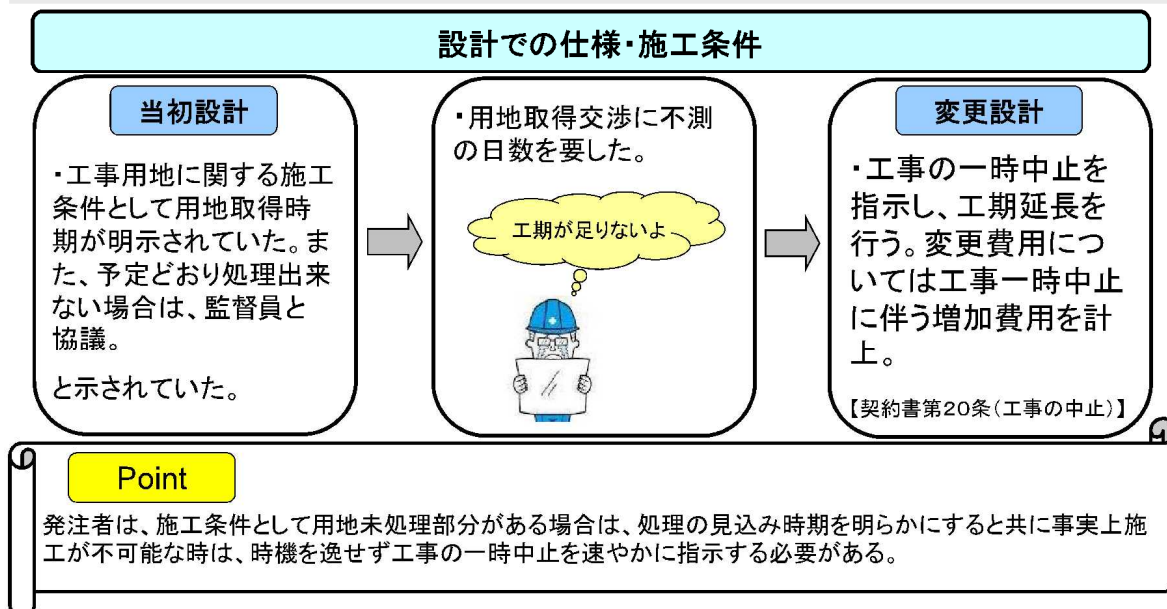 設計での仕様・施工条件
当初設計
・工事用地に関する施工
条件として用地取得時
期が明示されていた。ま
た、予定どおり処理出来
ない場合は、監督員と
協議。
と示されていた。
・用地取得交渉に不測
の日数を要した。
工期が足りないよ
変更設計
・工事の一時中止を
指示し、工期延長を
行う。変更費用につ
いては工事一時中止
に伴う増加費用を計
上。
【契約書第20条(工事の中止)】
Point
発注者は、施工条件として用地未処理部分がある場合は、処理の見込み時期を明らかにすると共に事実上施
工が不可能な時は、時機を逸せず工事の一時中止を速やかに指示する必要がある。